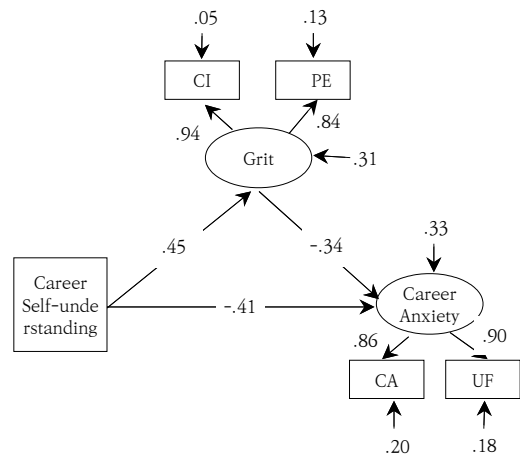 .05
.13
CI
PE
.94
.84
Grit
.31
.45
-.34
.33
Career
Self-unde
rstanding
-.41
Career
Anxiety
.86
.90
CA
UF
.20
.18